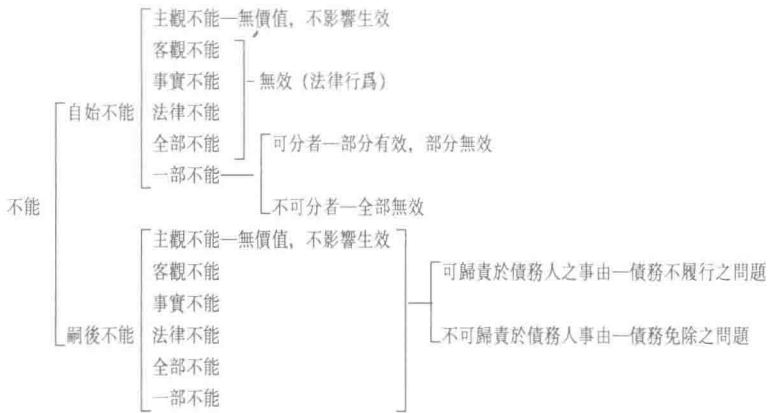 主觀不能—無價值，不影響生效
客觀不能
事實不能
無效（法律行爲）
自始不能
法律不能
全部不能
可分者—部分有效，部分無效
一部不能
不能
不可分者—全部無效
主觀不能—無價值，不影響生效
客觀不能
可歸責於債務人之事由—債務不履行之問題
事實不能
嗣後不能
法律不能
不可歸責於債務人事由—債務免除之問題
全部不能
一部不能